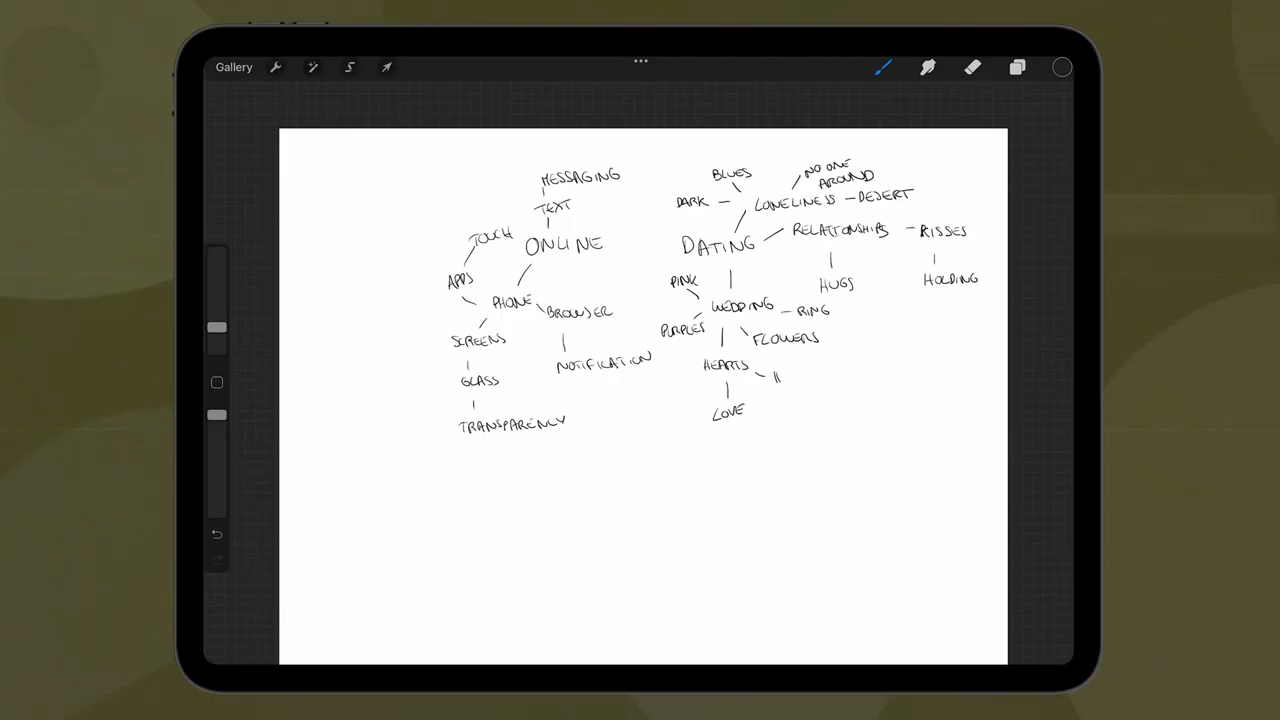 Gallery
MESSAGING
TEXT
TOUCH
ONLINE
APPS
PHONE
BROWSER
SCREENS
NOTIFICATION
GLASS
TRANSPARENCY
BLUES
NO ONE
AROUND
DARK
LONELINESS
DESERT
DATING
RELATIONSHIPS
KISSES
PINK
HUGS
HOLDING
WEDDING
RING
PURPLES
FLOWERS
HEARTS
LOVE